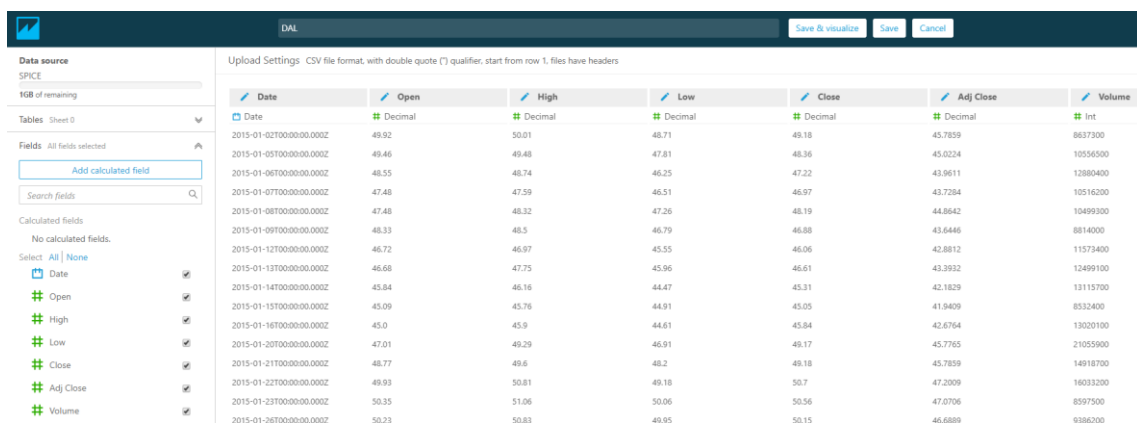 DAL
Save & visualize Save Cancel
Data source
SPICE
1GB of remaining
Tables Sheet 0
Fields All fields selected
Add calculated field
Search fields
Calculated fields
No calculated fields.
Select All | None
Date
Open
High
Low
Close
Adj Close
Volume
Upload Settings CSV file format, with double quote (") qualifier, start from row 1, files have headers
Date Open High Low Close Adj Close Volume
Date # Decimal # Decimal # Decimal # Decimal # Decimal # Int
2015-01-02T00:00:00.000Z 49.92 50.01 48.71 49.18 45.7859 8637300
2015-01-05T00:00:00.000Z 49.46 49.48 47.81 48.36 45.0224 10556500
2015-01-06T00:00:00.000Z 48.55 48.74 46.25 47.22 43.9611 12880400
2015-01-07T00:00:00.000Z 47.48 47.59 46.51 46.97 43.7284 10516200
2015-01-08T00:00:00.000Z 47.48 48.32 47.26 48.19 44.8642 10499300
2015-01-09T00:00:00.000Z 48.33 48.5 46.79 46.88 43.6446 8814000
2015-01-12T00:00:00.000Z 46.72 46.97 45.55 46.06 42.8812 11573400
2015-01-13T00:00:00.000Z 46.68 47.75 45.96 46.61 43.3932 12499100
2015-01-14T00:00:00.000Z 45.84 46.16 44.47 45.31 42.1829 13115700
2015-01-15T00:00:00.000Z 45.09 45.76 44.91 45.05 41.9409 8532400
2015-01-16T00:00:00.000Z 45.0 45.9 44.61 45.84 42.6764 13020100
2015-01-20T00:00:00.000Z 47.01 49.29 46.91 49.17 45.7765 21055900
2015-01-21T00:00:00.000Z 48.77 49.6 48.2 49.18 45.7859 14918700
2015-01-22T00:00:00.000Z 49.93 50.81 49.18 50.7 47.2009 16033200
2015-01-23T00:00:00.000Z 50.35 51.06 50.06 50.56 47.0706 8597500
2015-01-26T00:00:00.000Z 50.23 50.83 49.95 50.15 46.6889 9386200